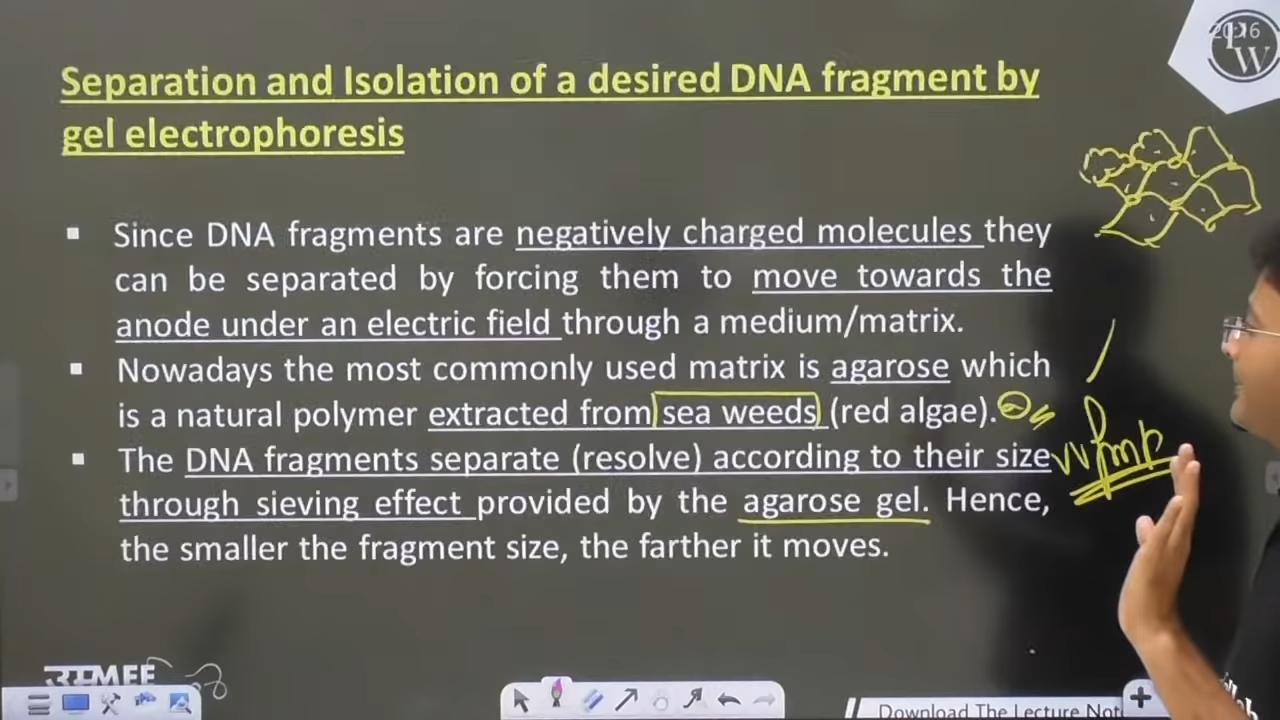 Separation and Isolation of a desired DNA fragment by
gel electrophoresis
▪ Since DNA fragments are negatively charged molecules they
can be separated by forcing them to move towards the
anode under an electric field through a medium/matrix.
▪ Nowadays the most commonly used matrix is agarose which
is a natural polymer extracted from sea weeds (red algae).
▪ The DNA fragments separate (resolve) according to their size
through sieving effect provided by the agarose gel. Hence,
the smaller the fragment size, the farther it moves.
VVPmp
PW
Download The Lecture Not